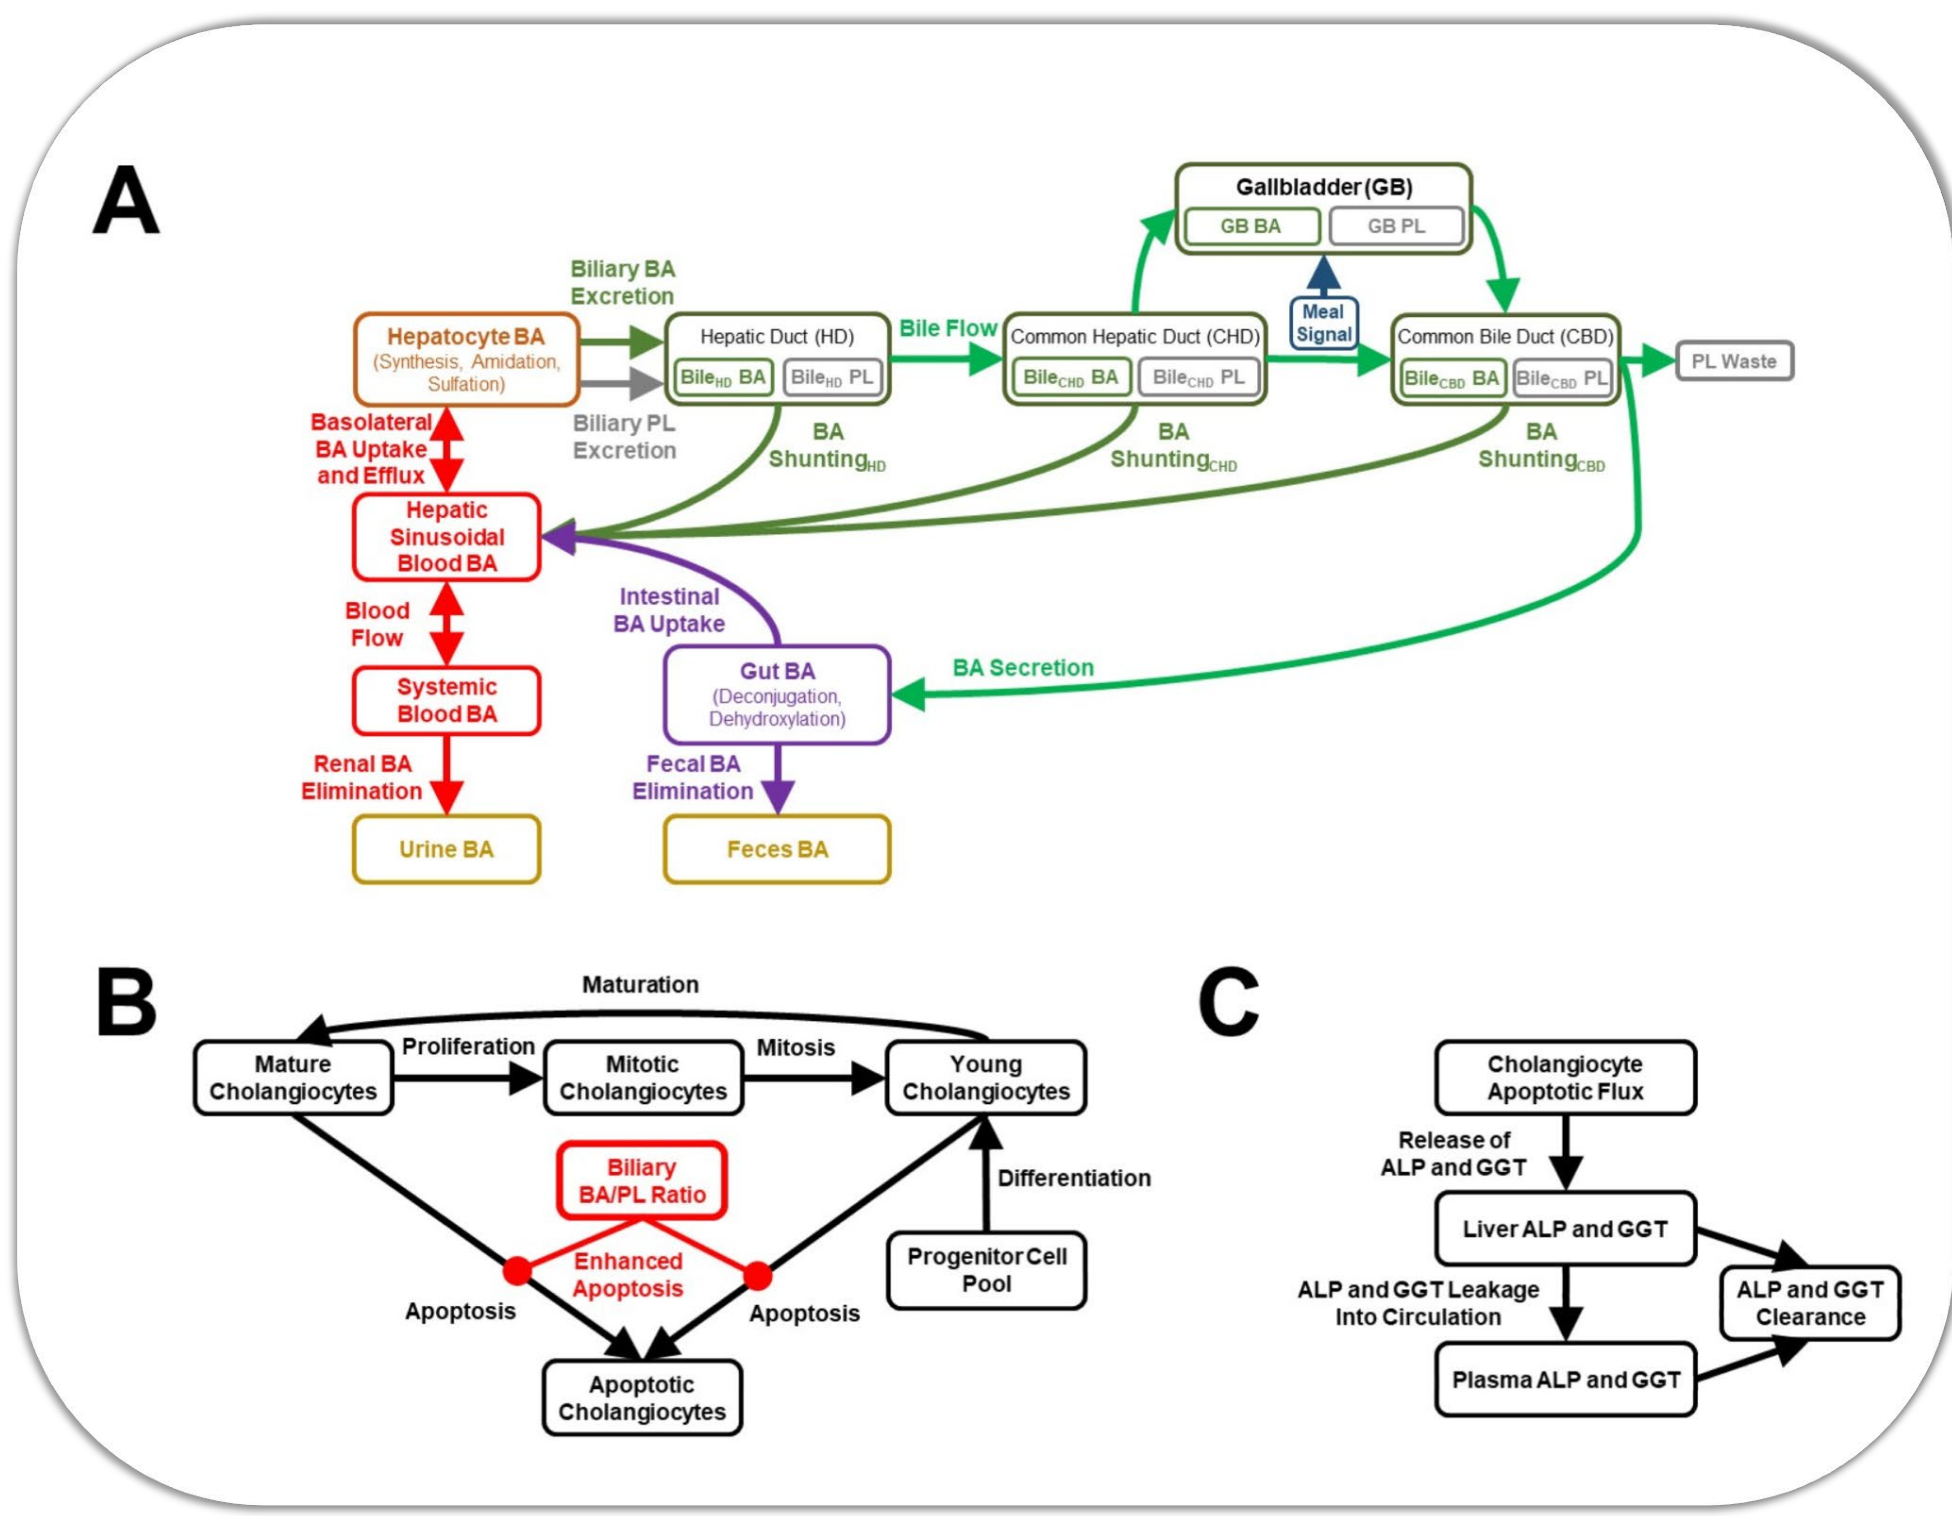 A
Gallbladder (GB)
GB BA
GB PL
Biliary BA
Excretion
Meal
Signal
Hepatocyte BA
(Synthesis, Amidation,
Sulfation)
Hepatic Duct (HD)
BileHD BA
BileHD PL
Bile Flow
Common Hepatic Duct (CHD)
BileCHD BA
BileCHD PL
Common Bile Duct (CBD)
BileCBD BA
BileCBD PL
PL Waste
Basolateral
BA Uptake
and Efflux
Biliary PL
Excretion
BA
ShuntingHD
BA
ShuntingCHD
BA
ShuntingCBD
Hepatic
Sinusoidal
Blood BA
Blood
Flow
Intestinal
BA Uptake
Systemic
Blood BA
Gut BA
(Deconjugation,
Dehydroxylation)
BA Secretion
Renal BA
Elimination
Fecal BA
Elimination
Urine BA
Feces BA
B
Maturation
Mature
Cholangiocytes
Proliferation
Mitotic
Cholangiocytes
Mitosis
Young
Cholangiocytes
Biliary
BA/PL Ratio
Enhanced
Apoptosis
Differentiation
Progenitor Cell
Pool
Apoptosis
Apoptosis
Apoptotic
Cholangiocytes
C
Cholangiocyte
Apoptotic Flux
Release of
ALP and GGT
Liver ALP and GGT
ALP and GGT Leakage
Into Circulation
ALP and GGT
Clearance
Plasma ALP and GGT